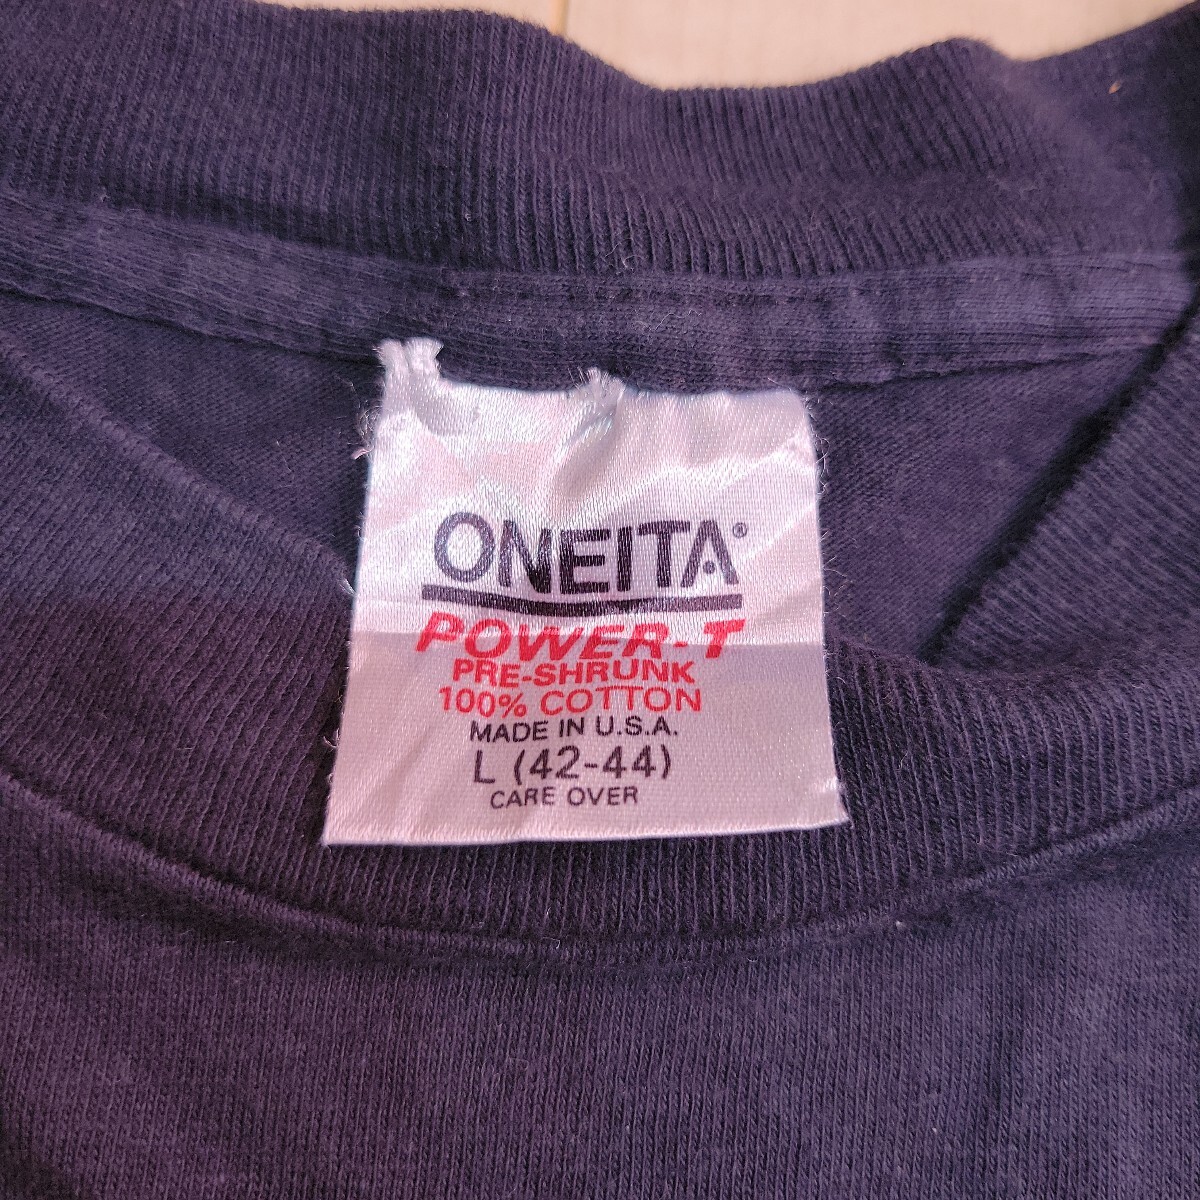 ONEITA®
POWER-T
PRE-SHRUNK
100% COTTON
MADE IN U.S.A.
L (42-44)
CARE OVER